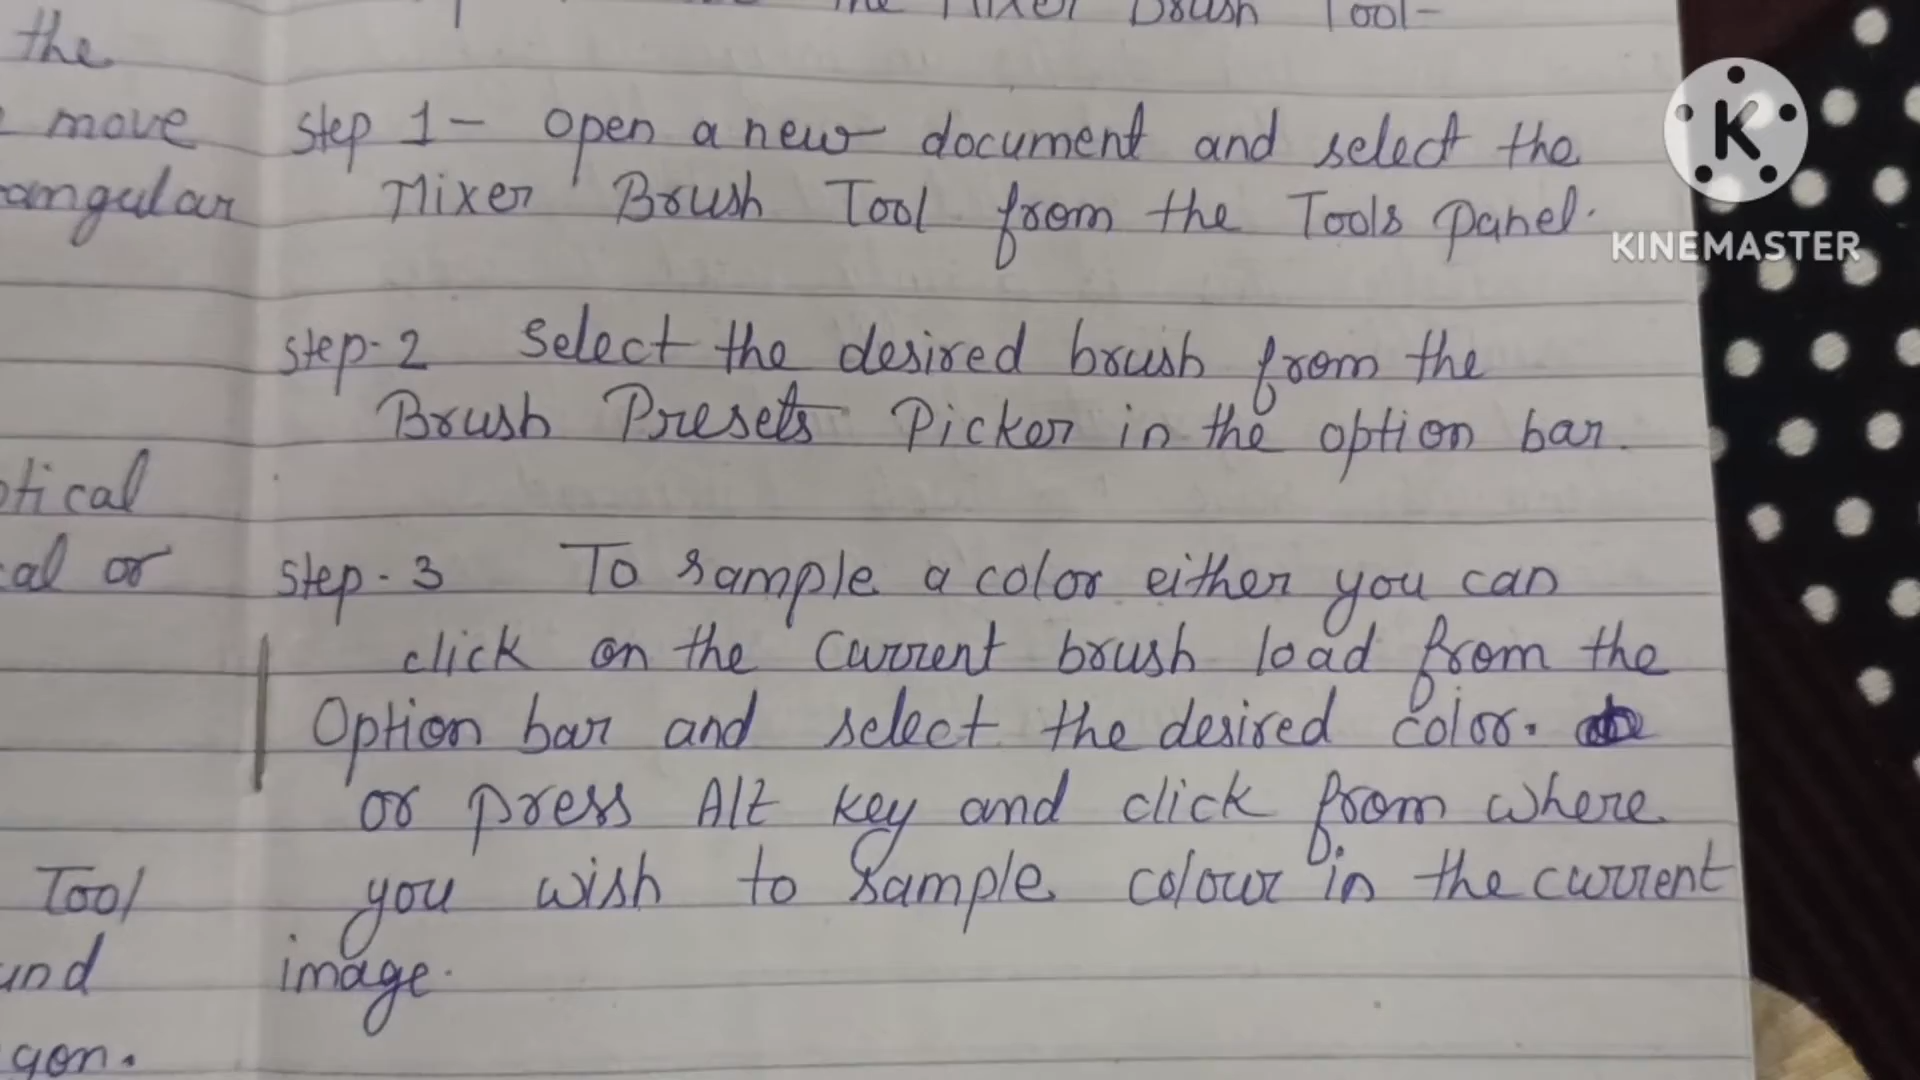 the Mixer Brush Tool-
the
move
angular
Step 1- Open a new document and select the
Mixer Brush Tool from the Tools panel.
Step-2 Select the desired brush from the
Brush Presets Picker in the option bar.
Step-3 To sample a color either you can
click on the current brush load from the
Option bar and select the desired color.
or press Alt key and click from where
you wish to sample colour in the current
image.
tical
al or
Tool
und
gon.
KINEMASTER